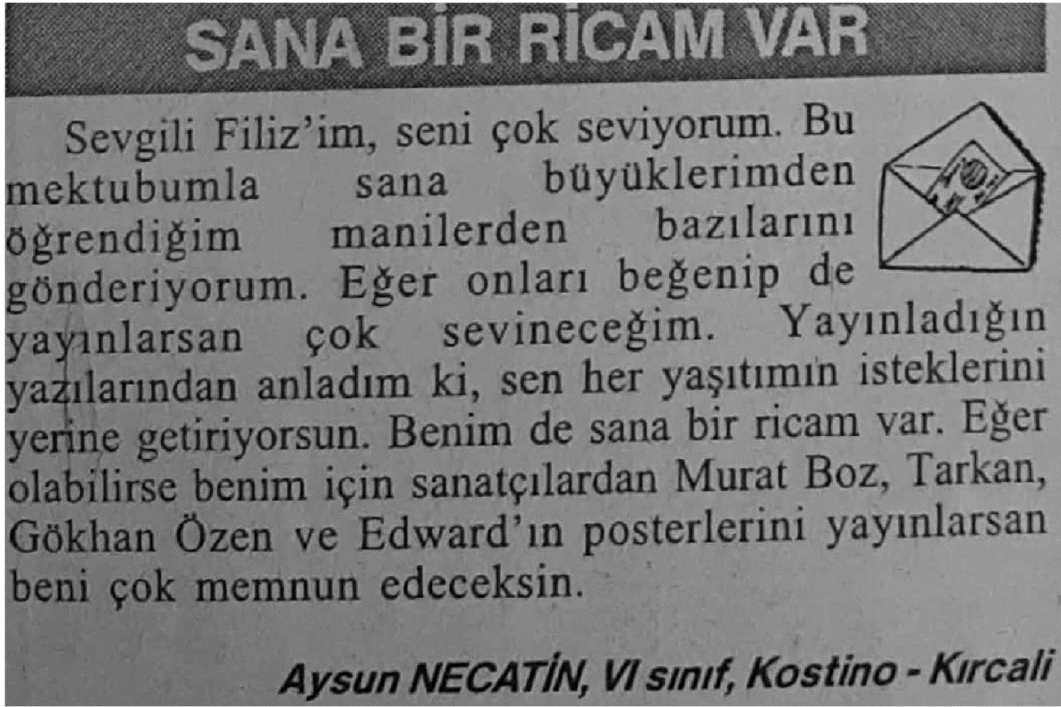 SANA BİR RİCAM VAR
Sevgili Filiz'im, seni çok seviyorum. Bu
mektubumla sana büyüklerimden
öğrendiğim manilerden bazılarını
gönderiyorum. Eğer onları beğenip de
yayınlarsan çok sevineceğim. Yayınladığın
yazılarından anladım ki, sen her yaşıtımın isteklerini
yerine getiriyorsun. Benim de sana bir ricam var. Eğer
olabilirse benim için sanatçılardan Murat Boz, Tarkan,
Gökhan Özen ve Edward'ın posterlerini yayınlarsan
beni çok memnun edeceksin.
Aysun NECATİN, VI sınıf, Kostino - Kırcali